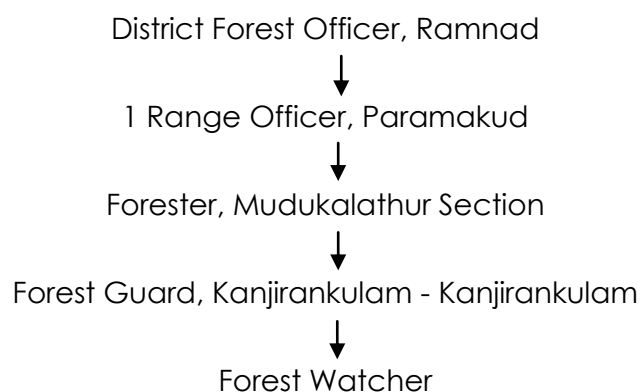 District Forest Officer, Ramnad
1 Range Officer, Paramakud
Forester, Mudukalathur Section
Forest Guard, Kanjirankulam - Kanjirankulam
Forest Watcher